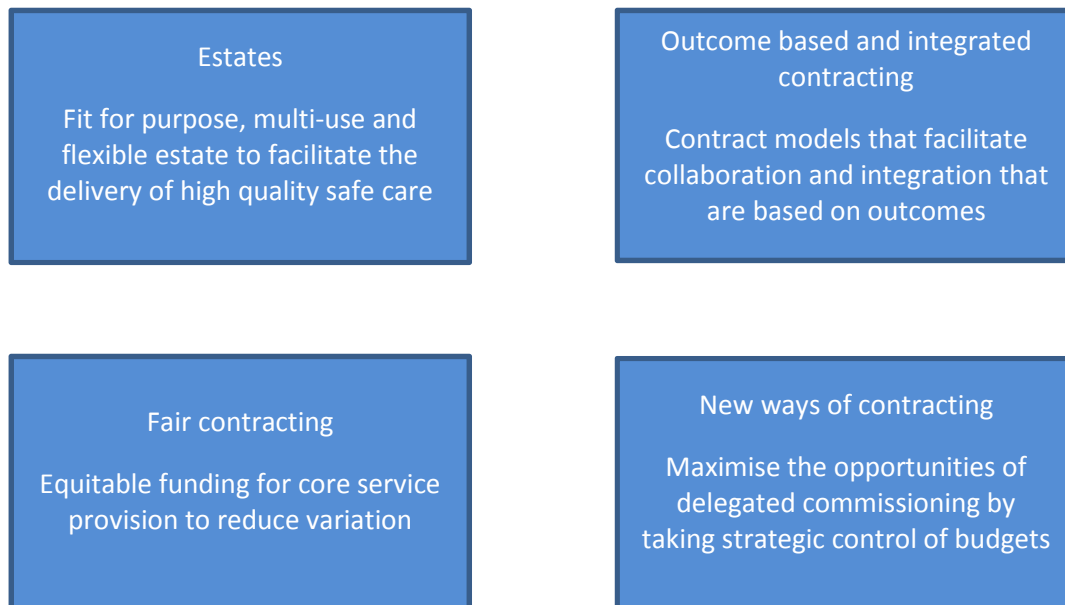 Estates
Fit for purpose, multi-use and
flexible estate to facilitate the
delivery of high quality safe care
Outcome based and integrated
contracting
Contract models that facilitate
collaboration and integration that
are based on outcomes
Fair contracting
Equitable funding for core service
provision to reduce variation
New ways of contracting
Maximise the opportunities of
delegated commissioning by
taking strategic control of budgets